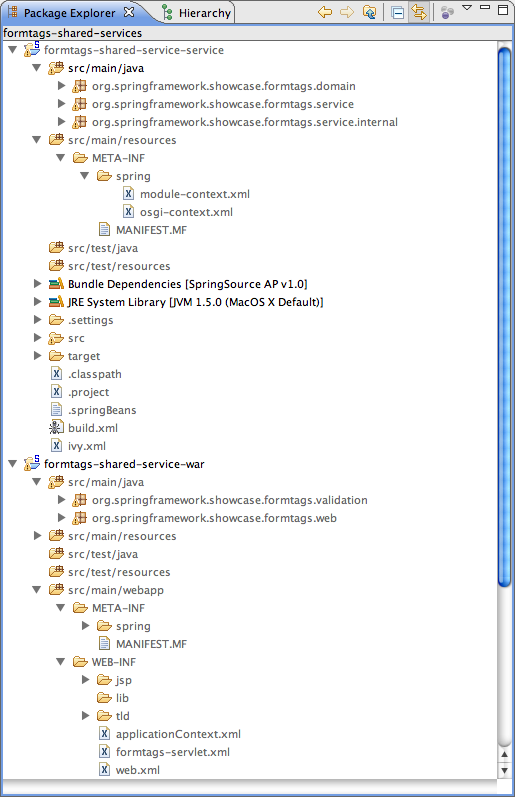 Package Explorer Hierarchy
formtags-shared-services
formtags-shared-service-service
src/main/java
org.springframework.showcase.formtags.domain
org.springframework.showcase.formtags.service
org.springframework.showcase.formtags.service.internal
src/main/resources
META-INF
spring
module-context.xml
osgi-context.xml
MANIFEST.MF
src/test/java
src/test/resources
Bundle Dependencies [SpringSource AP v1.0]
JRE System Library [JVM 1.5.0 (MacOS X Default)]
.settings
src
target
.classpath
.project
.springBeans
build.xml
ivy.xml
formtags-shared-service-war
src/main/java
org.springframework.showcase.formtags.validation
org.springframework.showcase.formtags.web
src/main/resources
src/test/java
src/test/resources
src/main/webapp
META-INF
spring
MANIFEST.MF
WEB-INF
jsp
lib
tld
applicationContext.xml
formtags-servlet.xml
web.xml